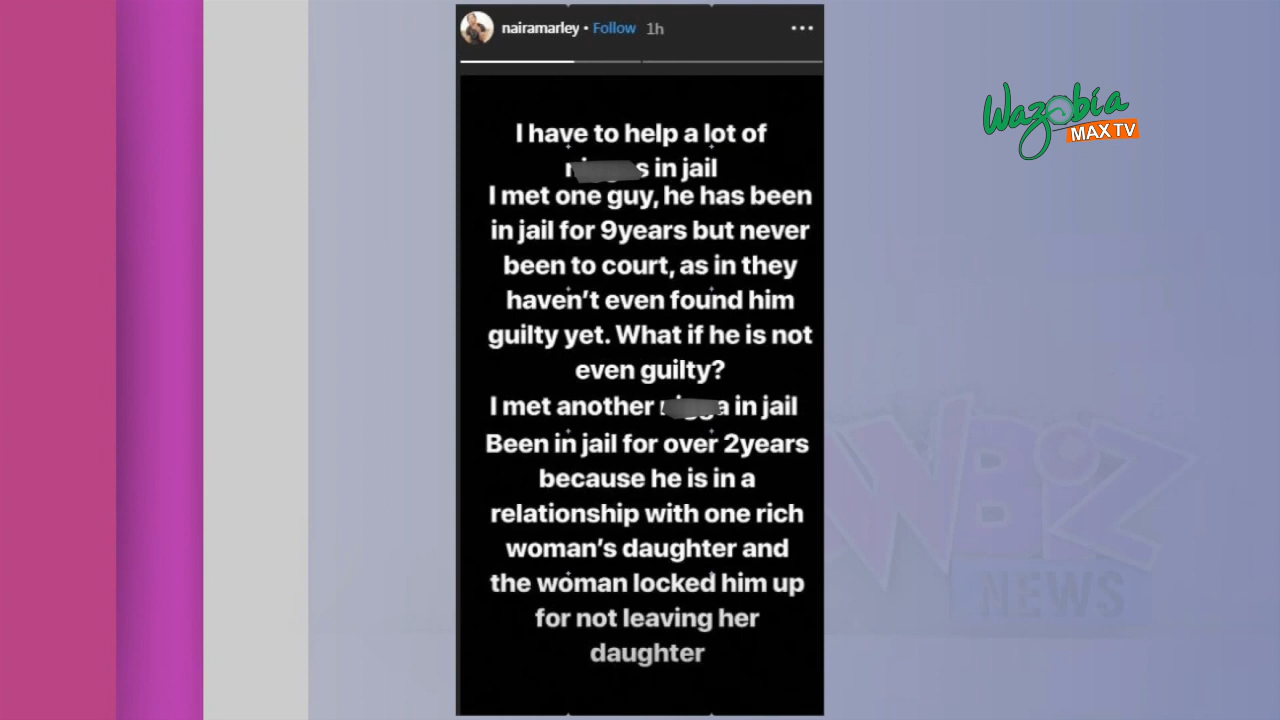 nairamarley • Follow 1h
Wazobia
MAX TV
I have to help a lot of
in jail
I met one guy, he has been
in jail for 9years but never
been to court, as in they
haven't even found him
guilty yet. What if he is not
even guilty?
I met another in jail
Been in jail for over 2years
because he is in a
relationship with one rich
woman's daughter and
the woman locked him up
for not leaving her
daughter
WBIZ
NEWS